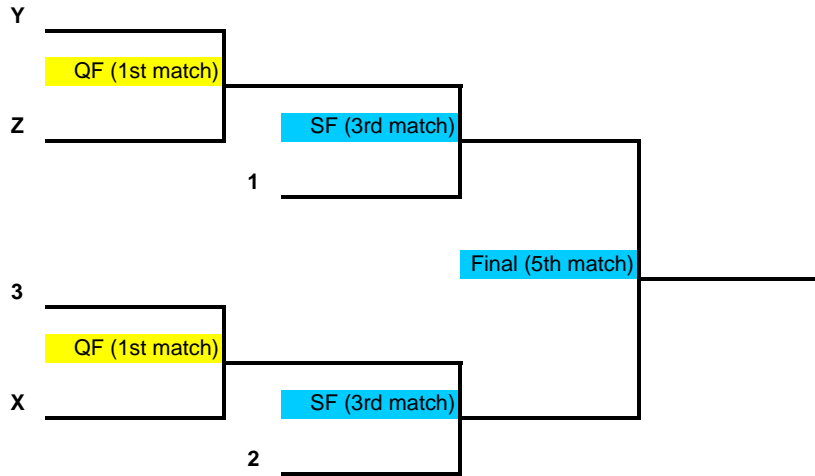 Y
QF (1st match)
Z
SF (3rd match)
1
Final (5th match)
3
QF (1st match)
X
SF (3rd match)
2